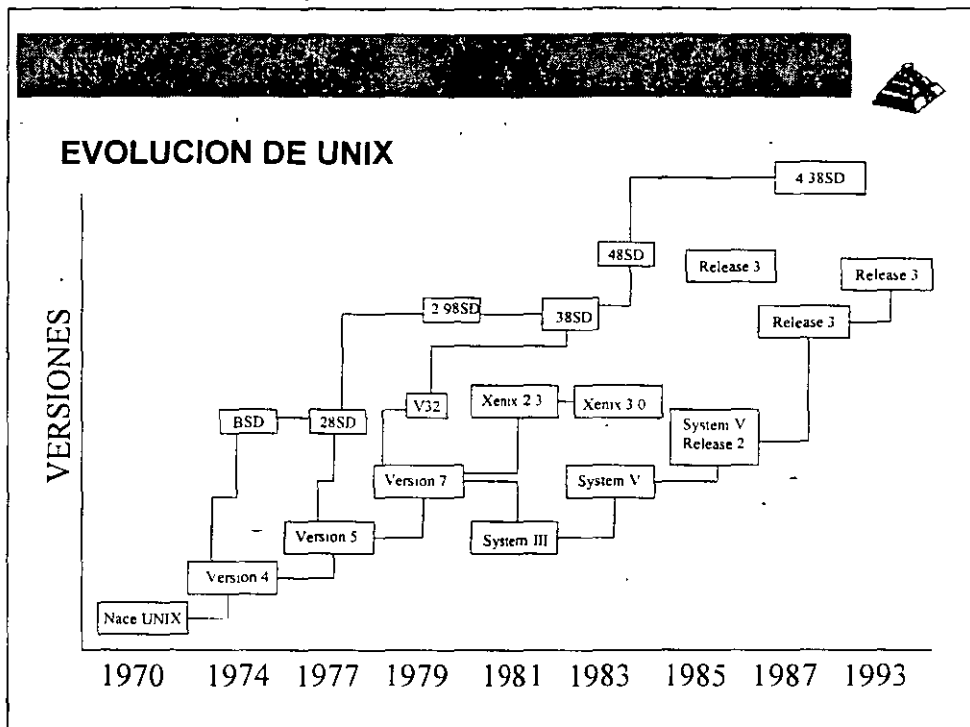 EVOLUCION DE UNIX
4 38SD
48SD
Release 3
Release 3
2 98SD
38SD
Release 3
VERSIONES
BSD
28SD
V32
Xenix 2 3
Xenix 3 0
System V
Release 2
Version 7
System V
Version 5
System III
Version 4
Nace UNIX
1970 1974 1977 1979 1981 1983 1985 1987 1993